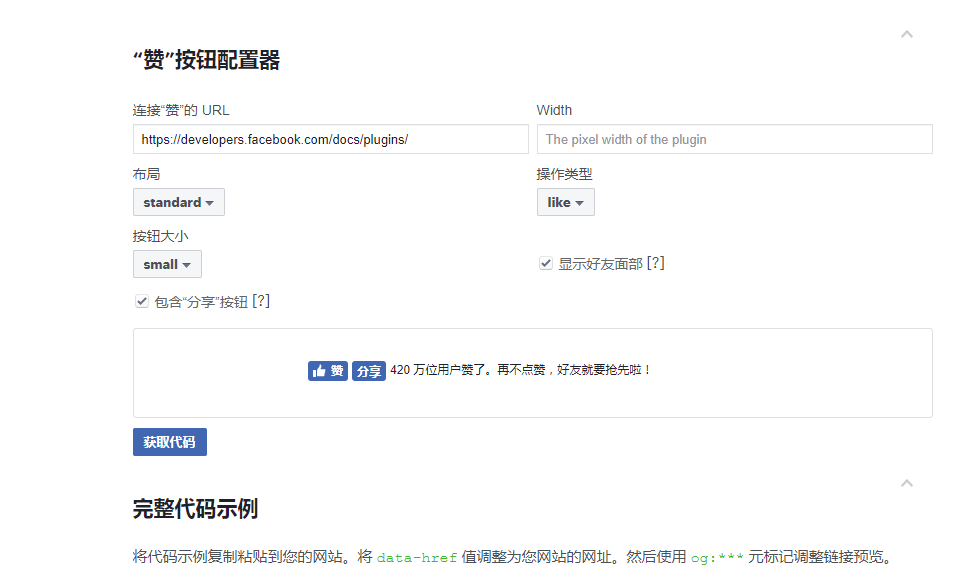 “赞”按钮配置器
连接“赞”的 URL
Width
https://developers.facebook.com/docs/plugins/
The pixel width of the plugin
布局
操作类型
standard
like
按钮大小
small
显示好友面部 [?]
包含“分享”按钮 [?]
赞 分享 420 万位用户赞了。再不点赞，好友就要抢先啦！
获取代码
完整代码示例
将代码示例复制粘贴到您的网站。将 data-href 值调整为您网站的网址。然后使用 og:*** 元标记调整链接预览。